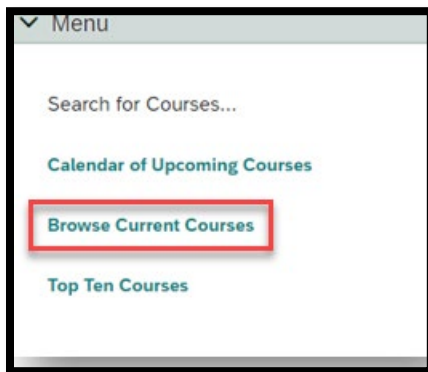 Menu
Search for Courses...
Calendar of Upcoming Courses
Browse Current Courses
Top Ten Courses